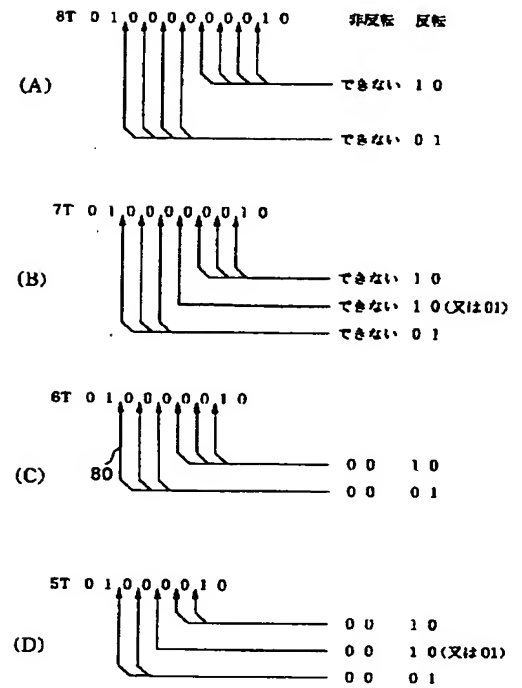 8T 0 1 0 0 0 0 0 0 0 1 0 非反転 反転
(A)
できない 1 0
できない 0 1
7T 0 1 0 0 0 0 0 0 1 0
(B)
できない 1 0
できない 1 0(又は01)
できない 0 1
6T 0 1 0 0 0 0 0 1 0
(C)
80
0 0 1 0
0 0 0 1
5T 0 1 0 0 0 0 1 0
(D)
0 0 1 0
0 0 1 0(又は01)
0 0 0 1